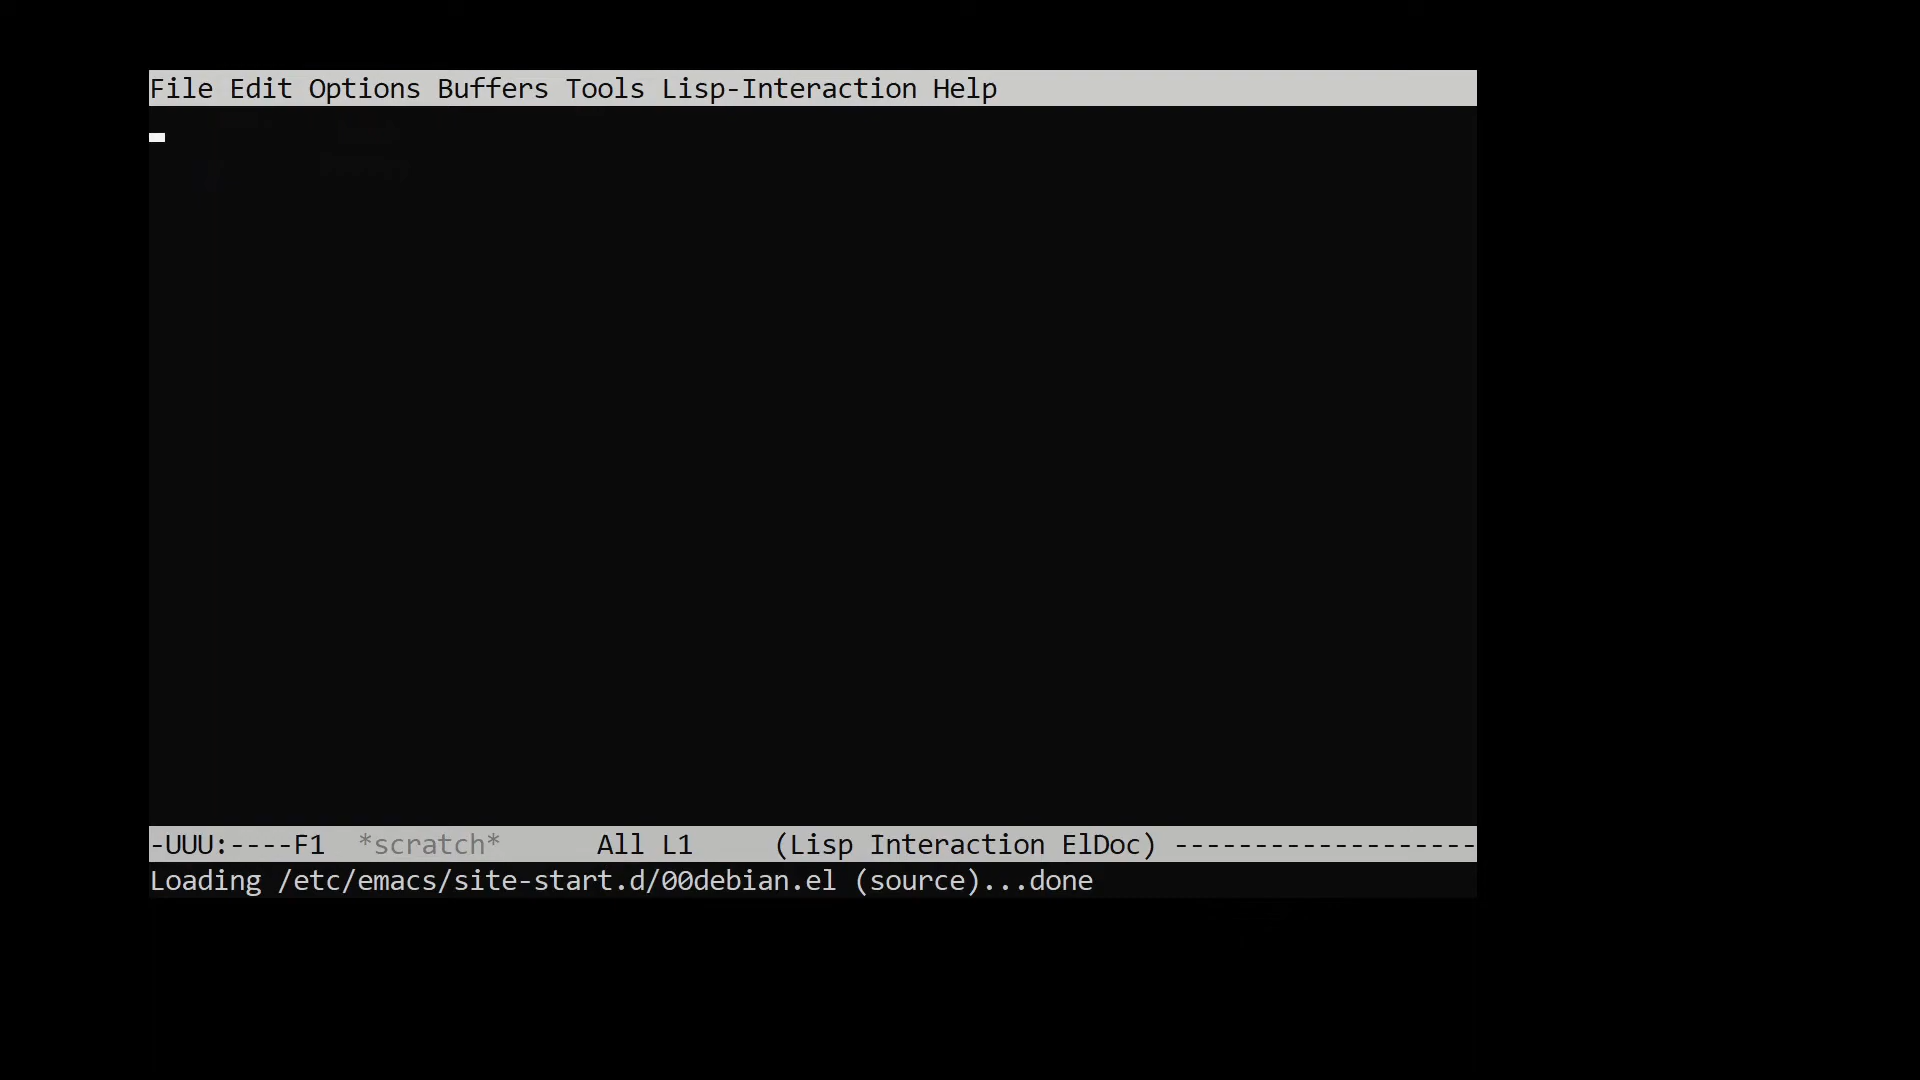 File Edit Options Buffers Tools Lisp-Interaction Help
-UUU:----F1  *scratch*      All L1     (Lisp Interaction ElDoc) -------------------
Loading /etc/emacs/site-start.d/00debian.el (source)...done